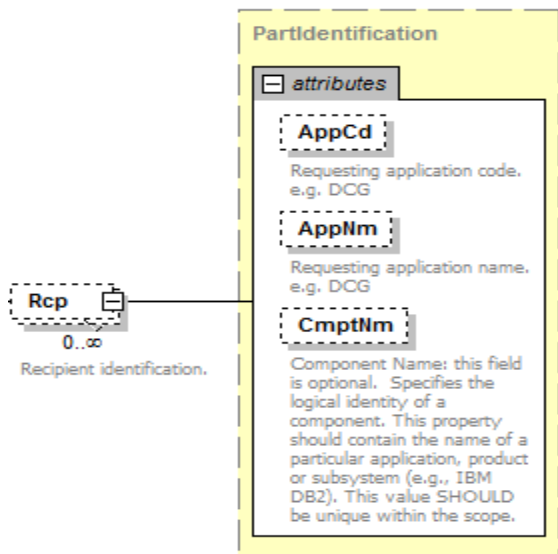 PartIdentification
attributes
AppCd
Requesting application code.
e.g. DCG
AppNm
Requesting application name.
e.g. DCG
Rcp
0..∞
Recipient identification.
CmptNm
Component Name: this field
is optional.  Specifies the
logical identity of a
component. This property
should contain the name of a
particular application, product
or subsystem (e.g., IBM
DB2). This value SHOULD
be unique within the scope.